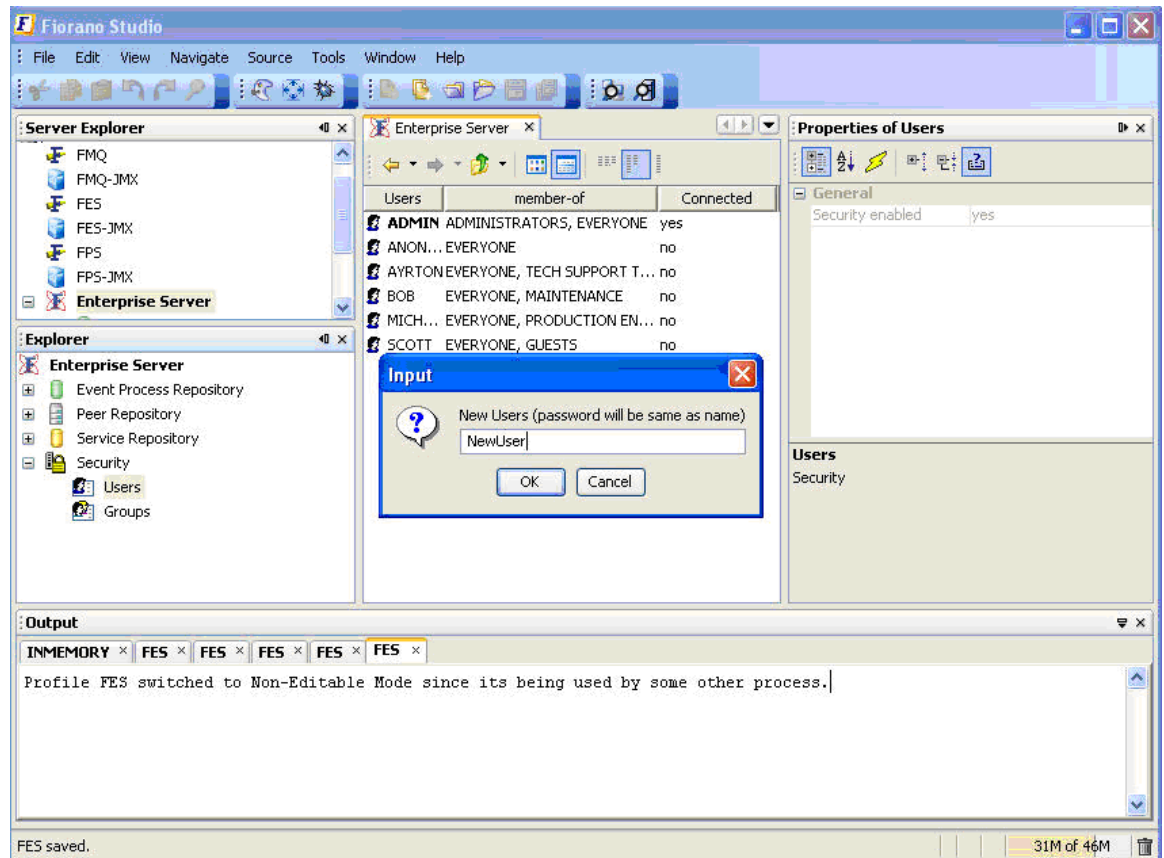 Fiorano Studio
File Edit View Navigate Source Tools Window Help
Server Explorer
FMQ
FMQ-JMX
FES
FES-JMX
FPS
FPS-JMX
Enterprise Server
Explorer
Enterprise Server
Event Process Repository
Peer Repository
Service Repository
Security
Users
Groups
Enterprise Server
Users member-of Connected
ADMIN ADMINISTRATORS, EVERYONE yes
ANON... EVERYONE no
AYRTON EVERYONE, TECH SUPPORT T... no
BOB EVERYONE, MAINTENANCE no
MICH... EVERYONE, PRODUCTION EN... no
SCOTT EVERYONE, GUESTS no
Input
New Users (password will be same as name)
NewUser
OK Cancel
Properties of Users
General
Security enabled yes
Users
Security
Output
INMEMORY FES FES FES FES FES
Profile FES switched to Non-Editable Mode since its being used by some other process.
FES saved.
31M of 46M